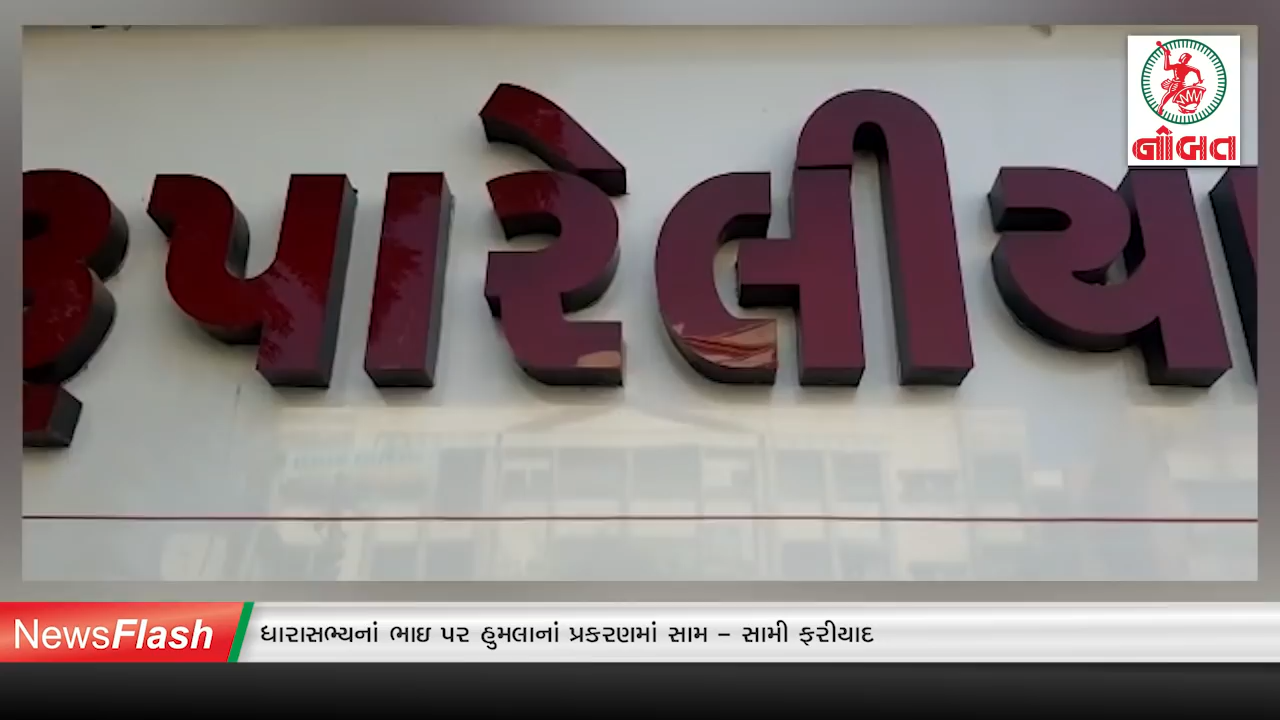 નોબત
રૂપારેલીયા
NewsFlash
ધારાસભ્યનાં ભાઇ પર હુમલાનાં પ્રકરણમાં સામ – સામી ફરીયાદ